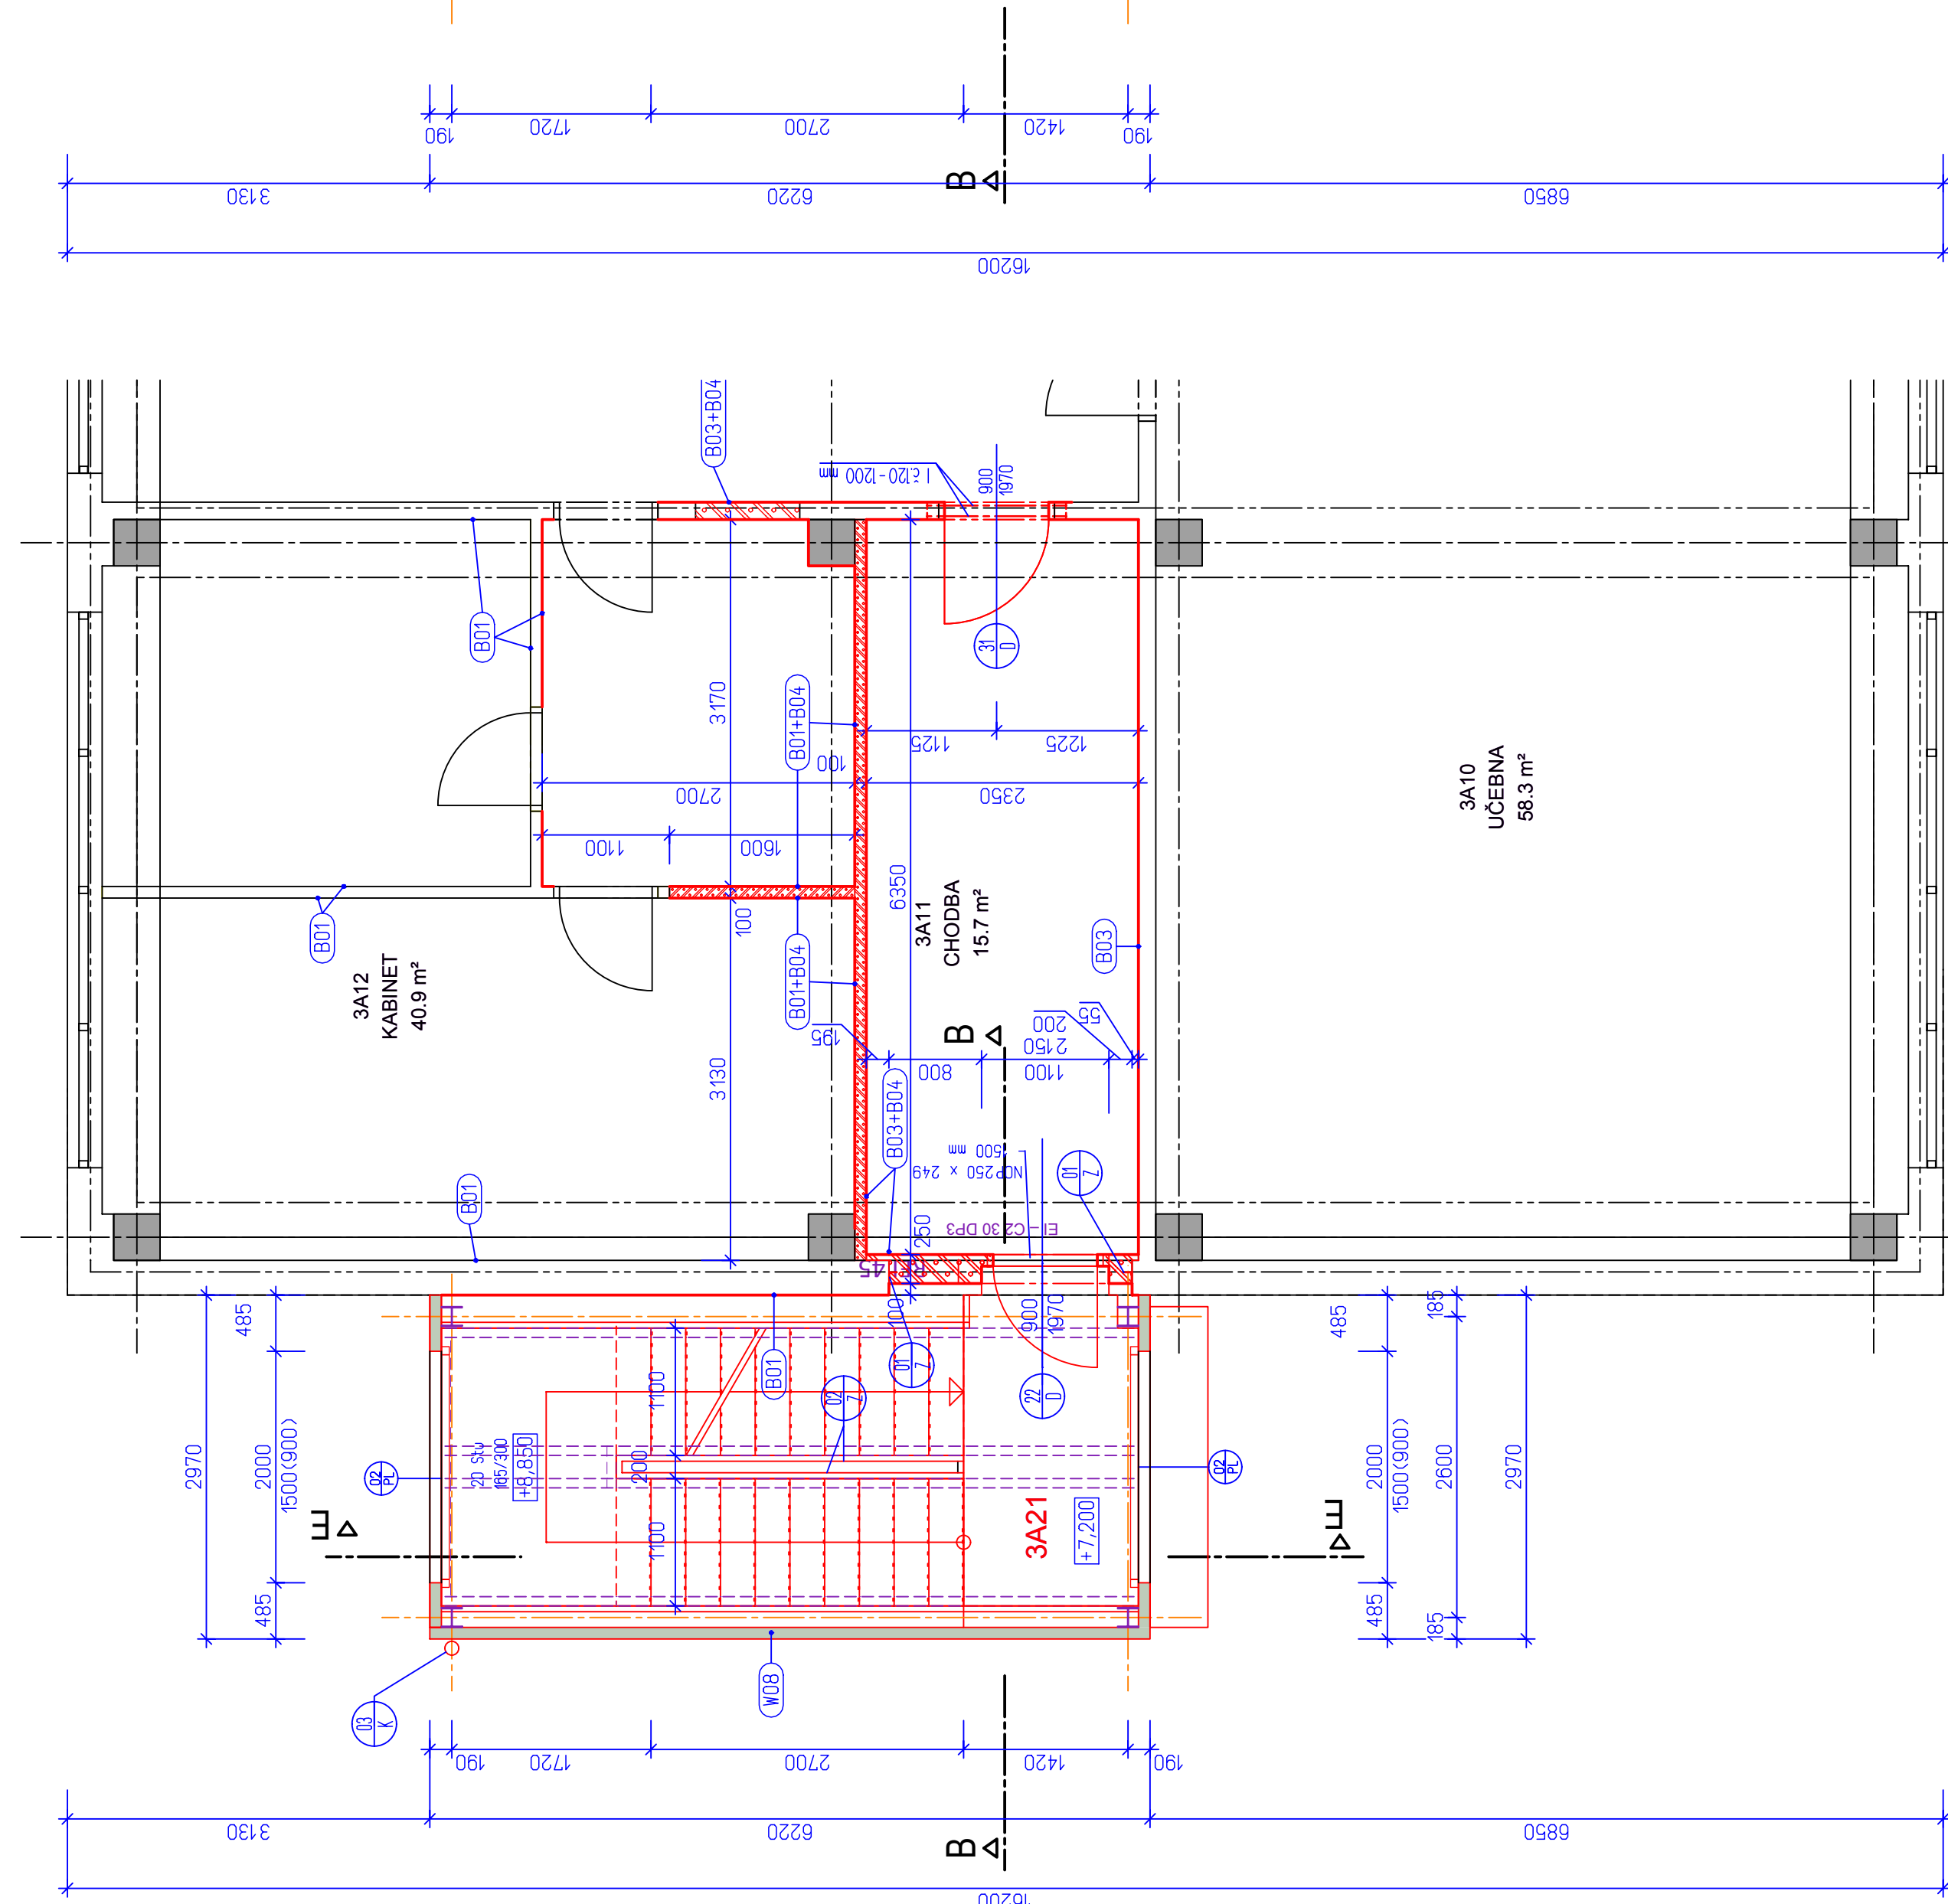 190
1720
2700
1420
190
3130
6220
B
6850
16200
B03+B04
I č.120-1200 mm
900
1970
B01
31
D
3170
B01+B04
1125
1225
100
2700
2350
1100
1600
3A10
UČEBNA
58.3 m²
6350
3A11
CHODBA
15.7 m²
B01
100
B01+B04
B03
3A12
KABINET
40.9 m²
195
B
200
55
2150
800
1100
3130
B03+B04
1500 mm
NOP250 x 249
01
Z
B01
250
EI-C2 30 DP3
45
100
900
1970
485
2970
2000
1500(900)
485
B01
01
Z
02
Z
22
D
1100
200
1100
20 Stu
165/300
+8,850
02
PL
02
PL
E
3A21
+7,200
E
485
185
2000
1500(900)
2600
2970
485
185
W08
03
K
190
1720
2700
1420
190
3130
6220
B
6850
16200